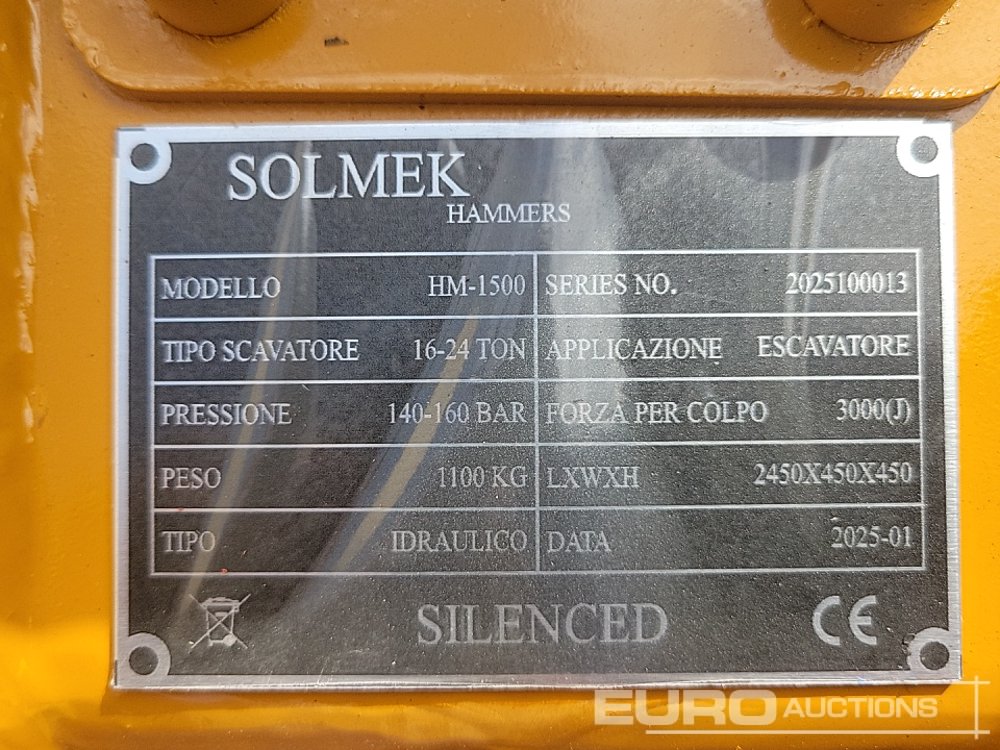 SOLMEK
HAMMERS
MODELLO HM-1500 SERIES NO. 2025100013
TIPO SCAVATORE 16-24 TON APPLICAZIONE ESCAVATORE
PRESSIONE 140-160 BAR FORZA PER COLPO 3000(J)
PESO 1100 KG LXWXH 2450X450X450
TIPO IDRAULICO DATA 2025-01
SILENCED CE
EURO AUCTIONS